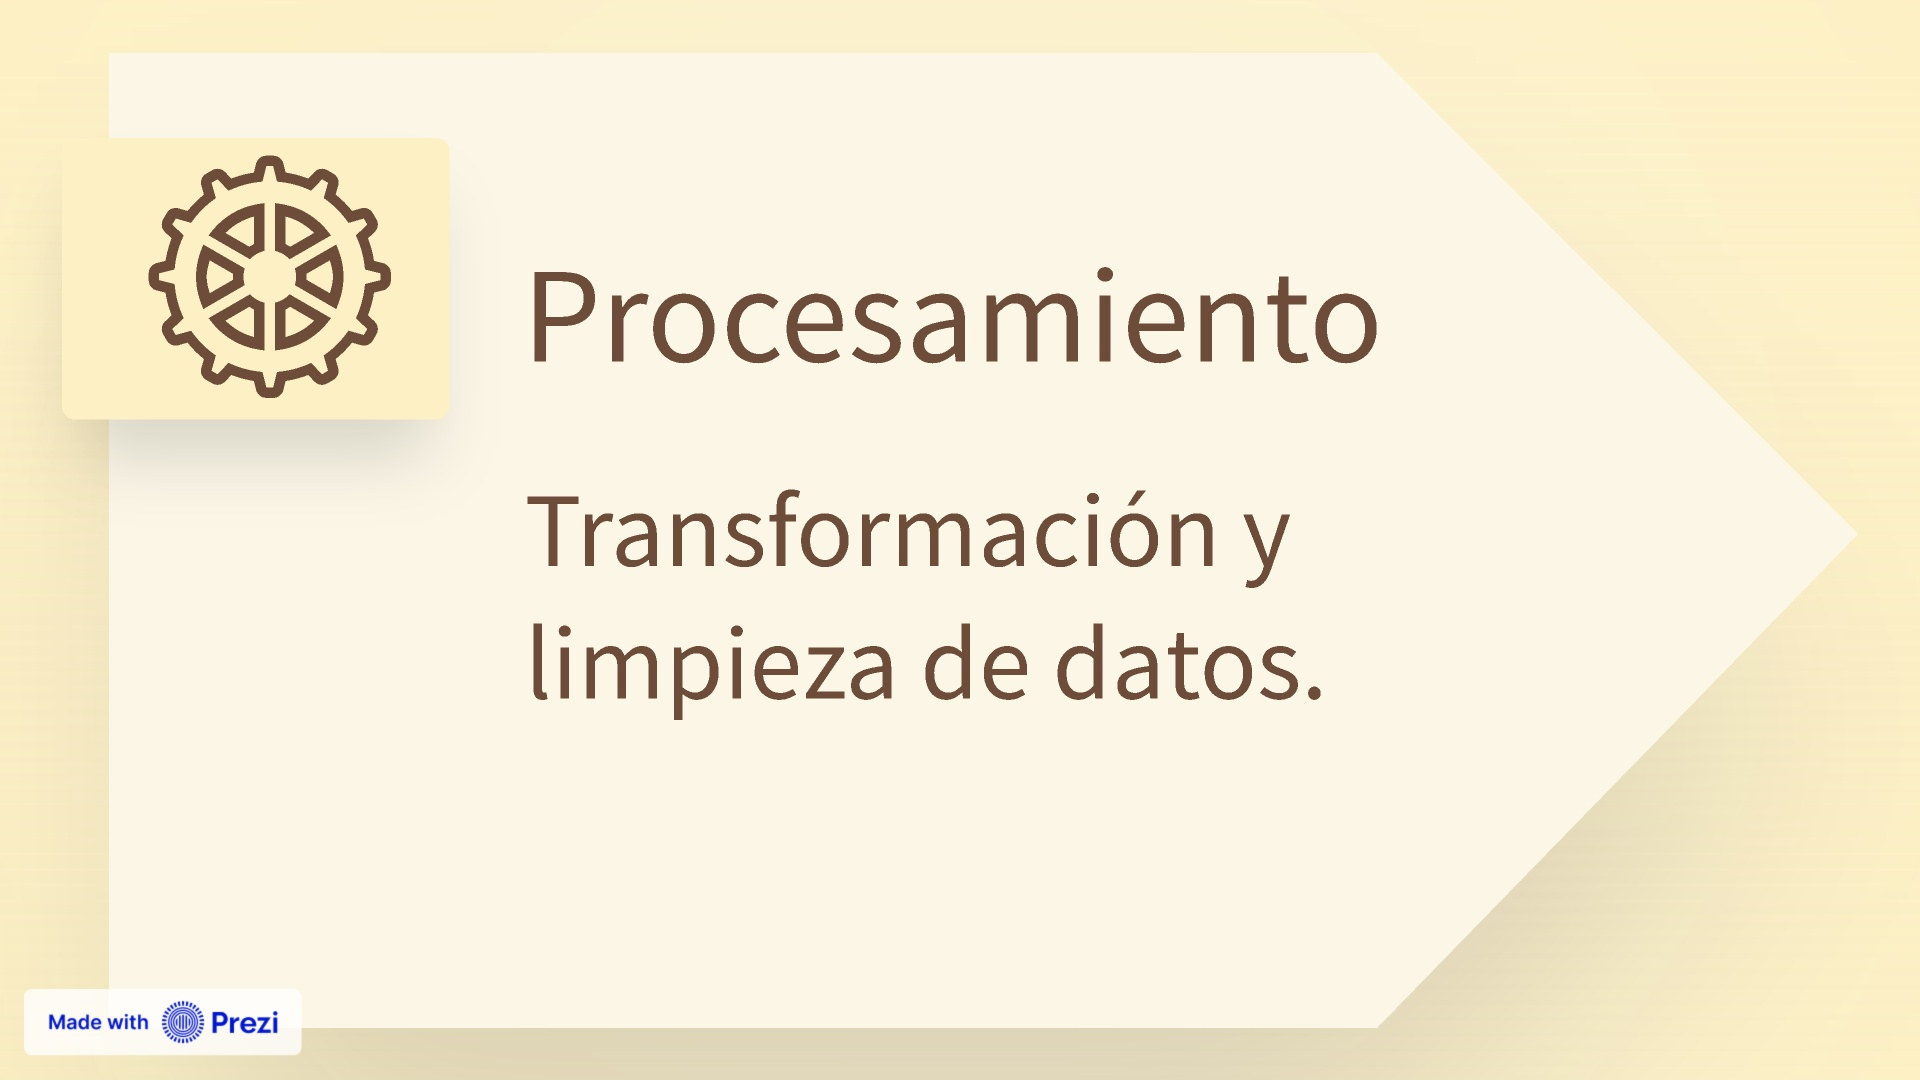 Procesamiento
Transformación y
limpieza de datos.
Made with Prezi